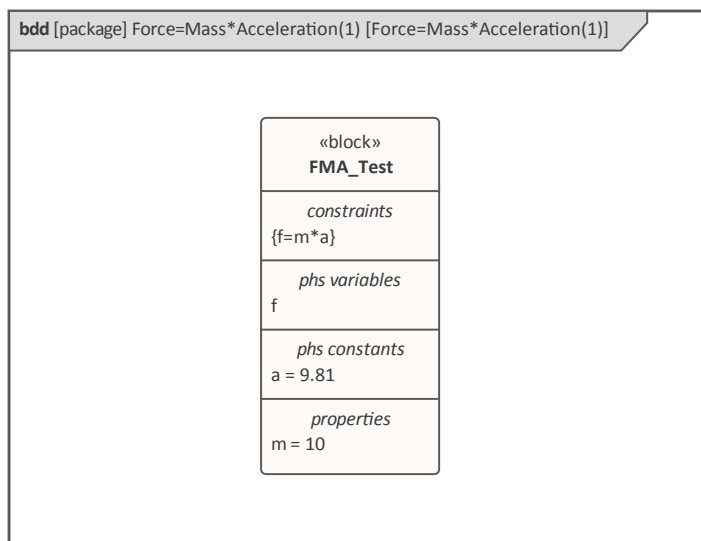 bdd [package] Force=Mass*Acceleration(1) [Force=Mass*Acceleration(1)]
«block»
FMA_Test
constraints
{f=m*a}
phs variables
f
phs constants
a = 9.81
properties
m = 10